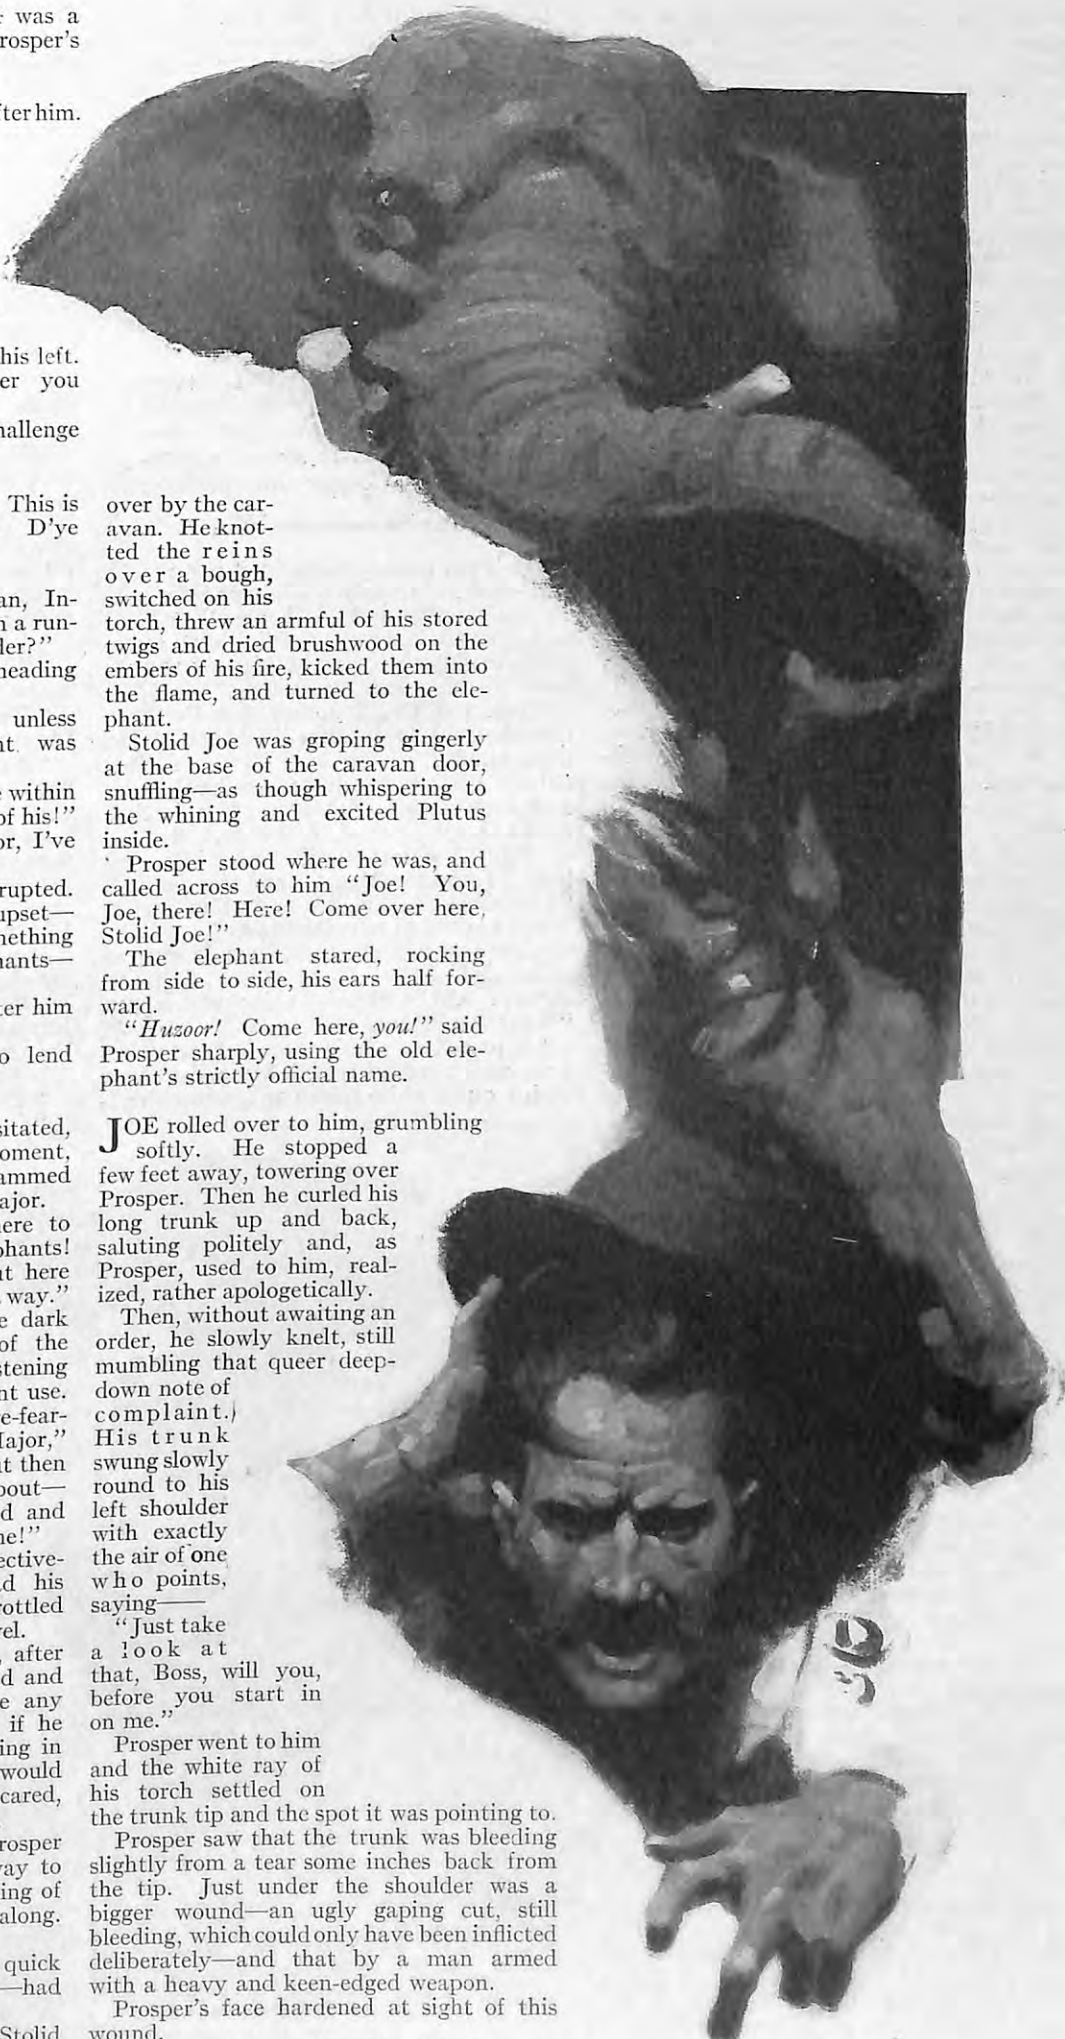 was a
rosper's
fter him.
his left.
er you
hallenge
This is
D'ye
an, In-
n a run-
ler?"
heading
unless
was
within
of his!"
or, I've
rupted.
upset—
nething
hants—
ter him
o lend
sitated,
oment,
ammed
ajor.
ere to
phants!
ut here
way."
e dark
of the
stening
nt use.
e-fear-
ajor,"
ut then
bout—
d and
ne!"
ective-
d his
rottled
el.
after
d and
e any
if he
ing in
would
cared,
rosper
ay to
ing of
along.
quick
—had
Stolid
over by the car-
avan. He knot-
ted the reins
over a bough,
switched on his
torch, threw an armful of his stored
twigs and dried brushwood on the
embers of his fire, kicked them into
the flame, and turned to the ele-
phant.
Stolid Joe was groping gingerly
at the base of the caravan door,
snuffling—as though whispering to
the whining and excited Plutus
inside.
Prosper stood where he was, and
called across to him "Joe! You,
Joe, there! Here! Come over here,
Stolid Joe!"
The elephant stared, rocking
from side to side, his ears half for-
ward.
"Huzoor! Come here, you!" said
Prosper sharply, using the old ele-
phant's strictly official name.
JOE rolled over to him, grumbling
softly. He stopped a
few feet away, towering over
Prosper. Then he curled his
long trunk up and back,
saluting politely and, as
Prosper, used to him, real-
ized, rather apologetically.
Then, without awaiting an
order, he slowly knelt, still
mumbling that queer deep-
down note of
complaint.
His trunk
swung slowly
round to his
left shoulder
with exactly
the air of one
who points,
saying——
"Just take
a look at
that, Boss, will you,
before you start in
on me."
Prosper went to him
and the white ray of
his torch settled on
the trunk tip and the spot it was pointing to.
Prosper saw that the trunk was bleeding
slightly from a tear some inches back from
the tip. Just under the shoulder was a
bigger wound—an ugly gaping cut, still
bleeding, which could only have been inflicted
deliberately—and that by a man armed
with a heavy and keen-edged weapon.
Prosper's face hardened at sight of this
wound.